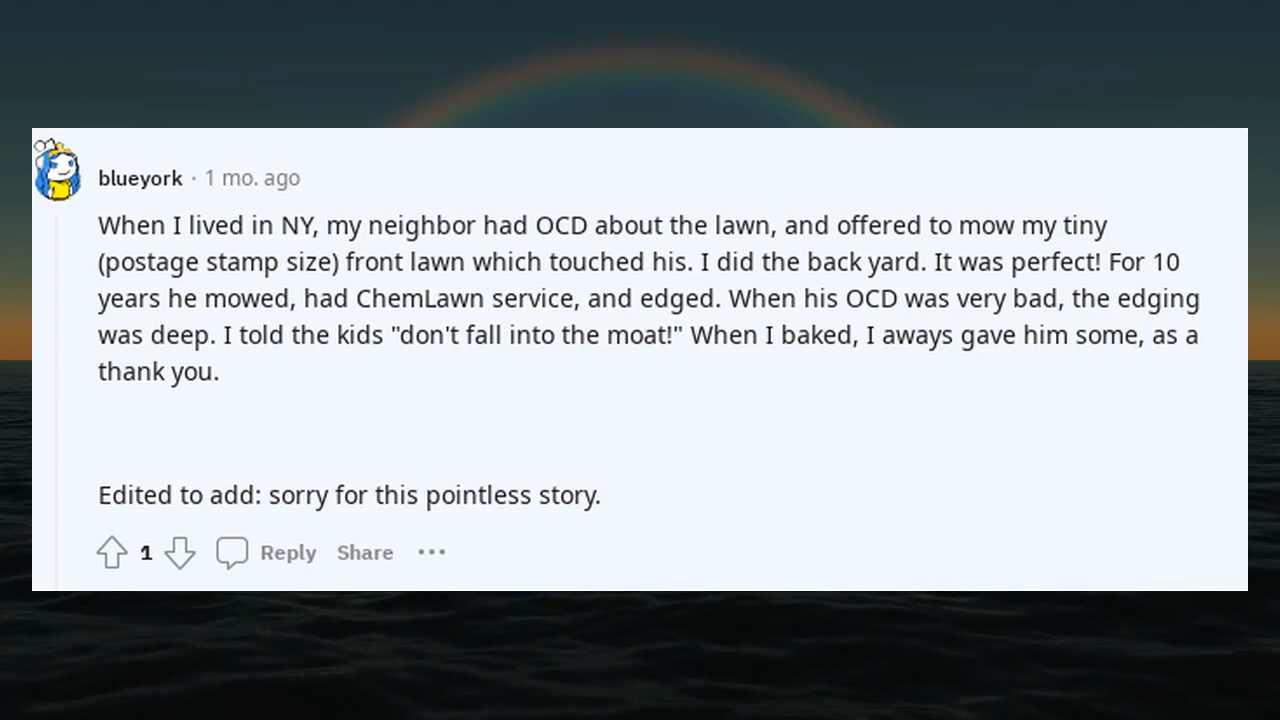 blueyork · 1 mo. ago
When I lived in NY, my neighbor had OCD about the lawn, and offered to mow my tiny
(postage stamp size) front lawn which touched his. I did the back yard. It was perfect! For 10
years he mowed, had ChemLawn service, and edged. When his OCD was very bad, the edging
was deep. I told the kids "don't fall into the moat!" When I baked, I aways gave him some, as a
thank you.
Edited to add: sorry for this pointless story.
1 Reply Share ···